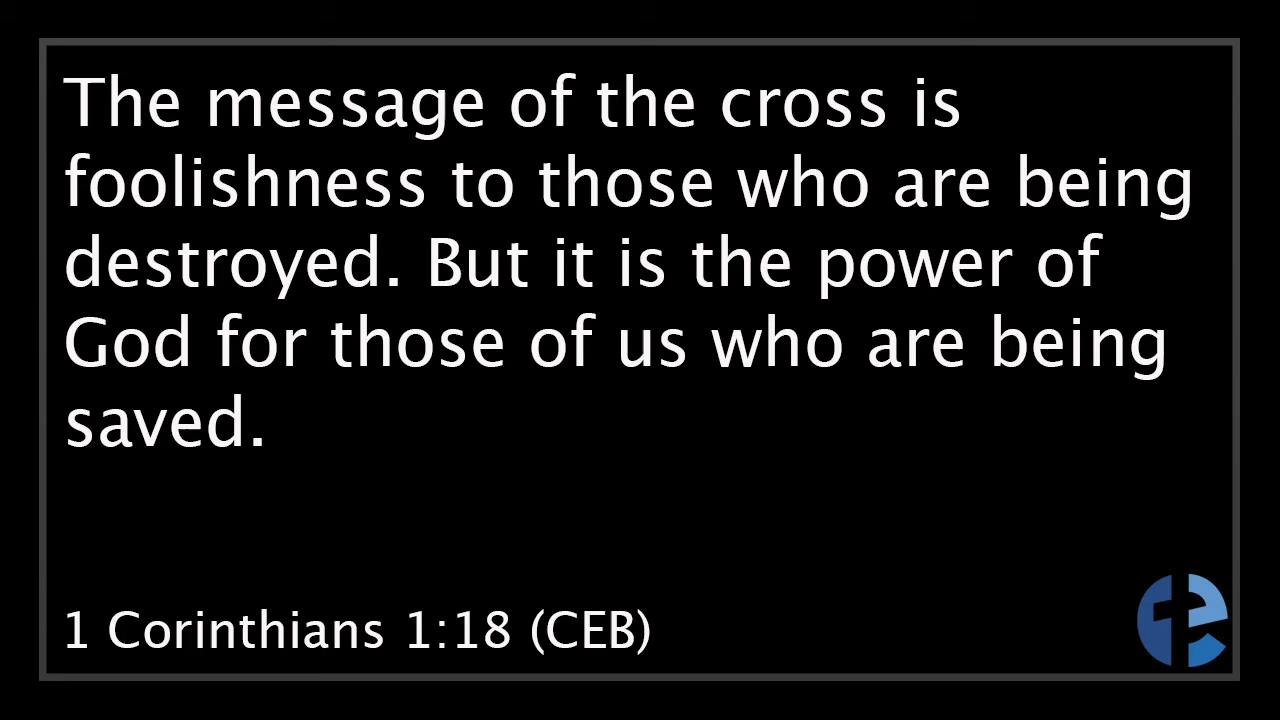 The message of the cross is
foolishness to those who are being
destroyed. But it is the power of
God for those of us who are being
saved.
1 Corinthians 1:18 (CEB)